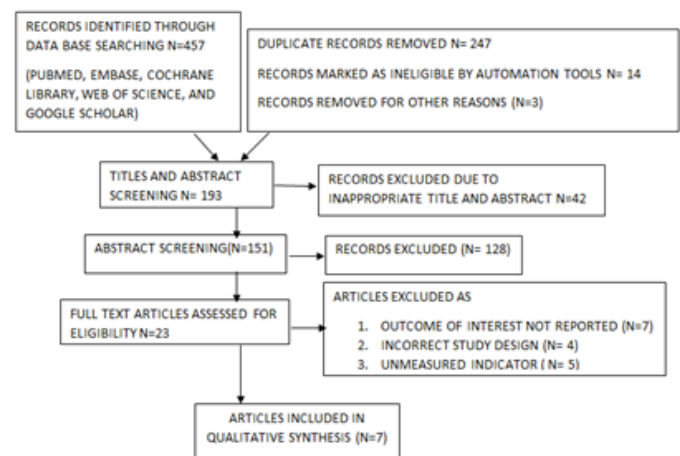 RECORDS IDENTIFIED THROUGH
DATA BASE SEARCHING N=457
(PUBMED, EMBASE, COCHRANE
LIBRARY, WEB OF SCIENCE, AND
GOOGLE SCHOLAR)
DUPLICATE RECORDS REMOVED N= 247
RECORDS MARKED AS INELIGIBLE BY AUTOMATION TOOLS N= 14
RECORDS REMOVED FOR OTHER REASONS (N=3)
TITLES AND ABSTRACT
SCREENING N= 193
RECORDS EXCLUDED DUE TO
INAPPROPRIATE TITLE AND ABSTRACT N=42
ABSTRACT SCREENING(N=151)
RECORDS EXCLUDED (N= 128)
FULL TEXT ARTICLES ASSESSED FOR
ELIGIBILITY N=23
ARTICLES EXCLUDED AS
1. OUTCOME OF INTEREST NOT REPORTED (N=7)
2. INCORRECT STUDY DESIGN (N= 4)
3. UNMEASURED INDICATOR ( N= 5)
ARTICLES INCLUDED IN
QUALITATIVE SYNTHESIS (N=7)